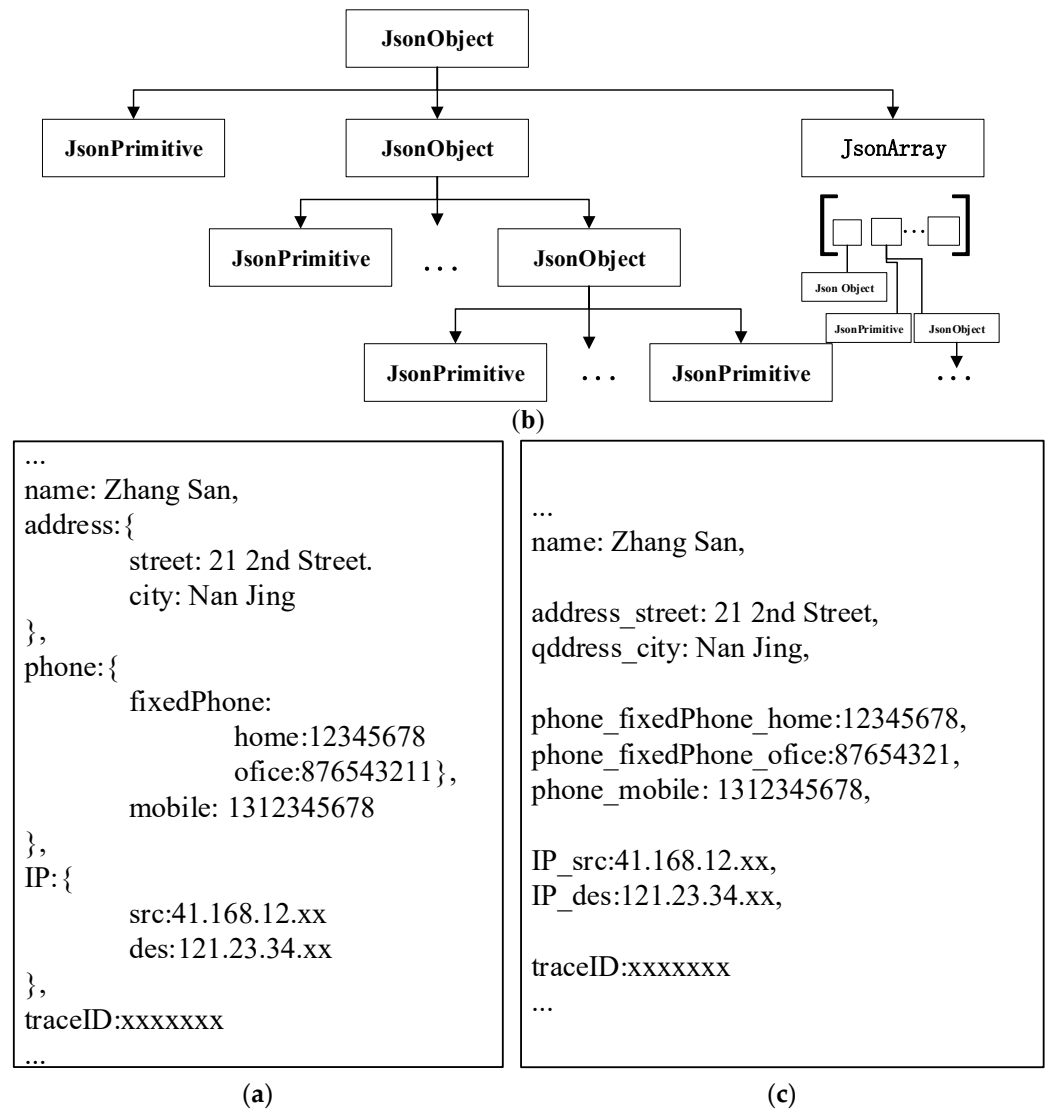 JsonObject
JsonPrimitive JsonObject JsonArray
[ ... ]
JsonPrimitive ... JsonObject
Json Object
JsonPrimitive JsonObject
JsonPrimitive ... JsonPrimitive ...
(b)
...
name: Zhang San,
address:{
street: 21 2nd Street.
city: Nan Jing
},
phone:{
fixedPhone:
home:12345678
ofice:876543211},
mobile: 1312345678
},
IP:{
src:41.168.12.xx
des:121.23.34.xx
},
traceID:xxxxxxx
...
(a)
...
name: Zhang San,
address_street: 21 2nd Street,
qddress_city: Nan Jing,
phone_fixedPhone_home:12345678,
phone_fixedPhone_ofice:87654321,
phone_mobile: 1312345678,
IP_src:41.168.12.xx,
IP_des:121.23.34.xx,
traceID:xxxxxxx
...
(c)